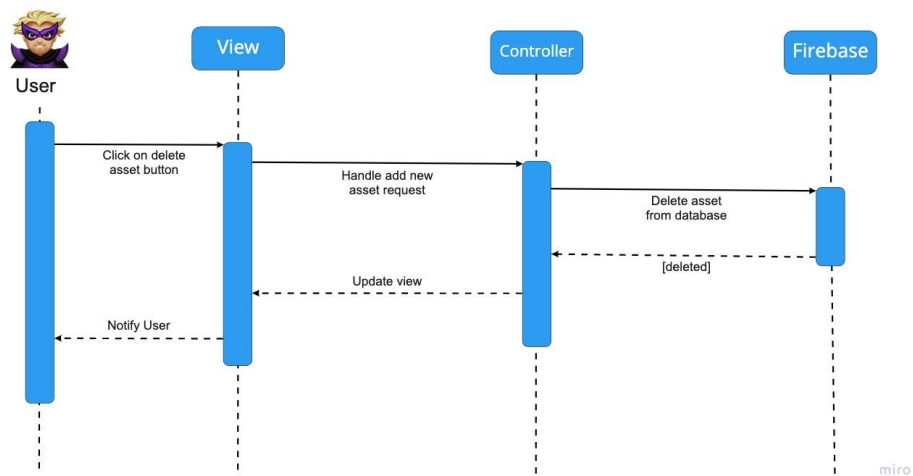 View
Controller
Firebase
User
Click on delete
asset button
Handle add new
asset request
Delete asset
from database
[deleted]
Update view
Notify User
miro